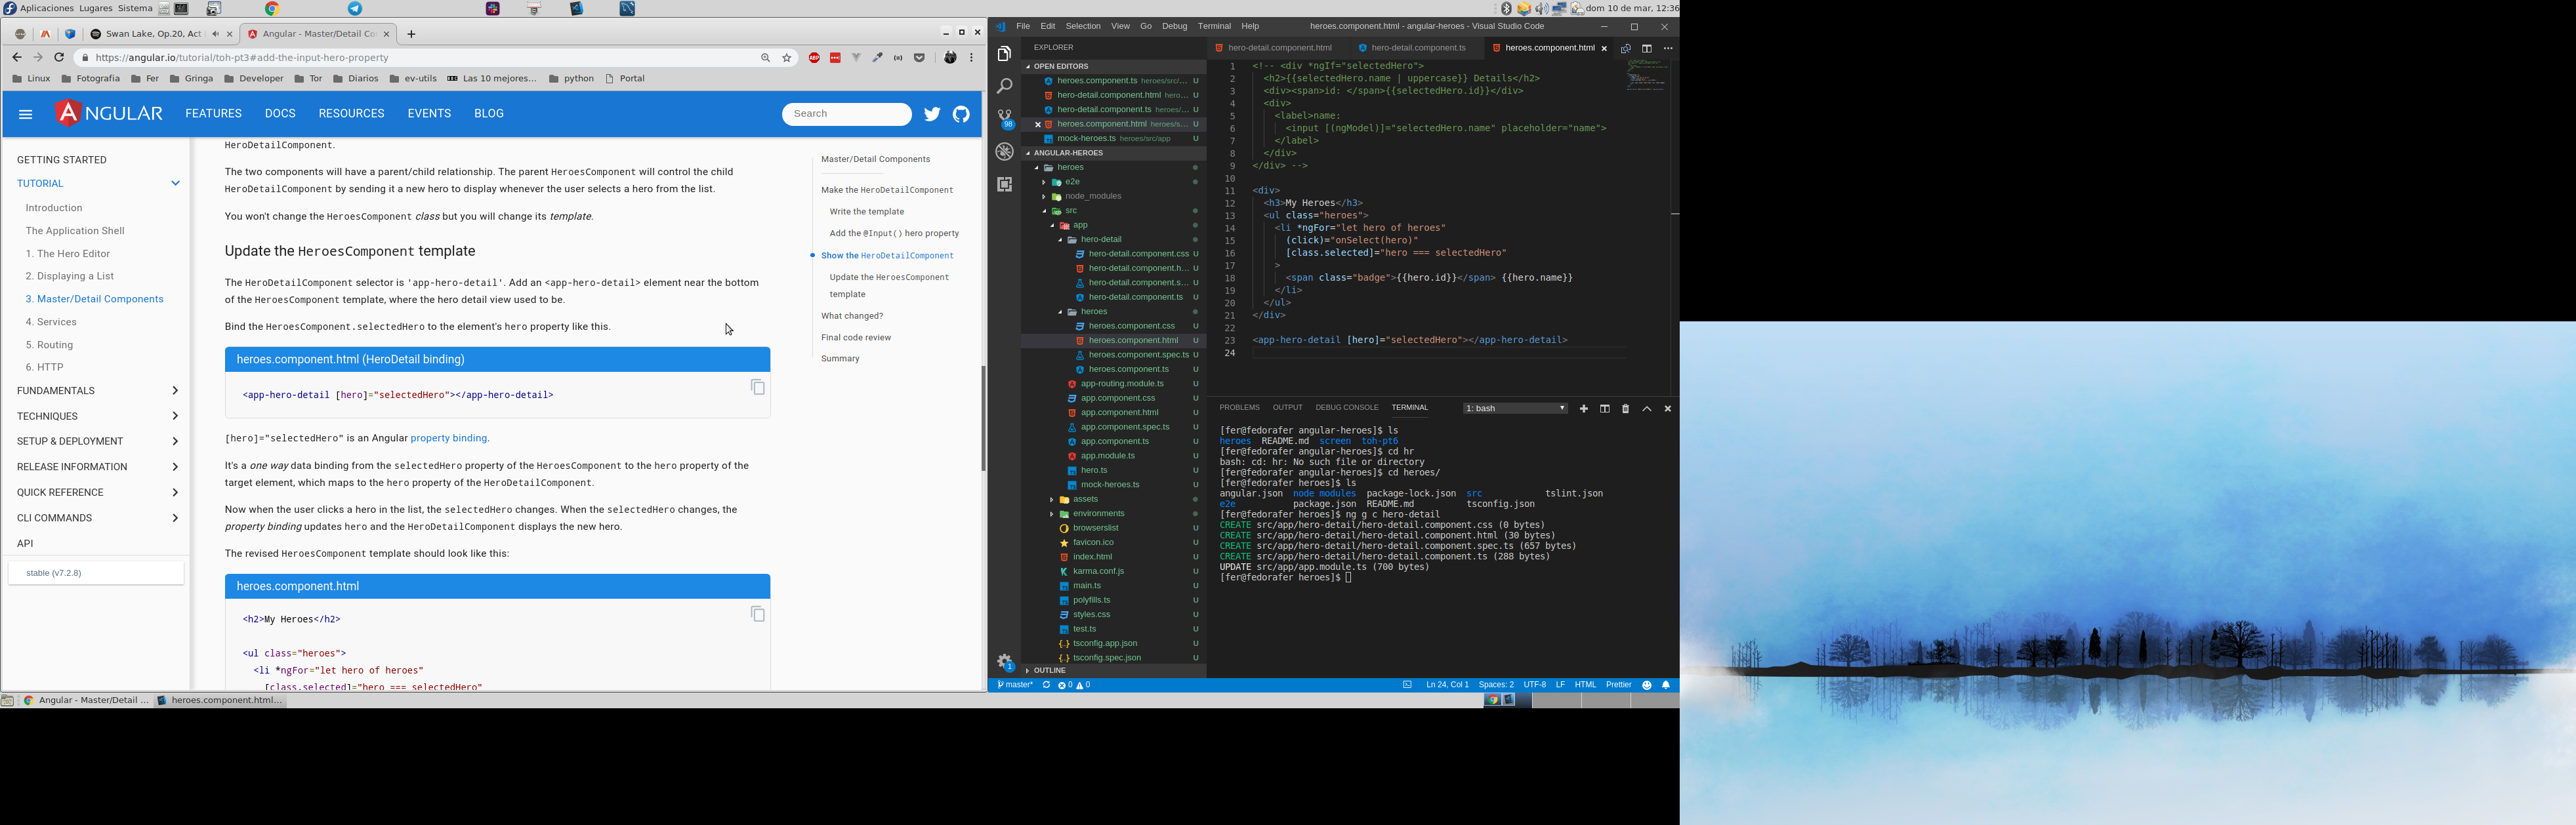 Aplicaciones Lugares Sistema
dom 10 de mar, 12:36
Swan Lake, Op.20, Act
Angular - Master/Detail Co
https://angular.io/tutorial/toh-pt3#add-the-input-hero-property
Linux Fotografia Fer Gringa Developer Tor Diarios ev-utils Las 10 mejores... python Portal
ANGULAR FEATURES DOCS RESOURCES EVENTS BLOG Search
GETTING STARTED
TUTORIAL
Introduction
The Application Shell
1. The Hero Editor
2. Displaying a List
3. Master/Detail Components
4. Services
5. Routing
6. HTTP
FUNDAMENTALS
TECHNIQUES
SETUP & DEPLOYMENT
RELEASE INFORMATION
QUICK REFERENCE
CLI COMMANDS
API
stable (v7.2.8)
HeroDetailComponent.
The two components will have a parent/child relationship. The parent HeroesComponent will control the child
HeroDetailComponent by sending it a new hero to display whenever the user selects a hero from the list.
You won't change the HeroesComponent class but you will change its template.
Update the HeroesComponent template
The HeroDetailComponent selector is 'app-hero-detail'. Add an <app-hero-detail> element near the bottom
of the HeroesComponent template, where the hero detail view used to be.
Bind the HeroesComponent.selectedHero to the element's hero property like this.
heroes.component.html (HeroDetail binding)
<app-hero-detail [hero]="selectedHero"></app-hero-detail>
[hero]="selectedHero" is an Angular property binding.
It's a one way data binding from the selectedHero property of the HeroesComponent to the hero property of the
target element, which maps to the hero property of the HeroDetailComponent.
Now when the user clicks a hero in the list, the selectedHero changes. When the selectedHero changes, the
property binding updates hero and the HeroDetailComponent displays the new hero.
The revised HeroesComponent template should look like this:
heroes.component.html
<h2>My Heroes</h2>
<ul class="heroes">
<li *ngFor="let hero of heroes"
[class.selected]="hero === selectedHero"
Master/Detail Components
Make the HeroDetailComponent
Write the template
Add the @Input() hero property
Show the HeroDetailComponent
Update the HeroesComponent
template
What changed?
Final code review
Summary
Angular - Master/Detail ...
heroes.component.html...
File Edit Selection View Go Debug Terminal Help
heroes.component.html - angular-heroes - Visual Studio Code
98
1
EXPLORER
OPEN EDITORS
heroes.component.ts heroes/src/... U
hero-detail.component.html hero... U
hero-detail.component.ts heroes/... U
heroes.component.html heroes/s... U
mock-heroes.ts heroes/src/app U
ANGULAR-HEROES
heroes
e2e
node_modules
src
app
hero-detail
hero-detail.component.css U
hero-detail.component.h... U
hero-detail.component.s... U
hero-detail.component.ts U
heroes
heroes.component.css U
heroes.component.html U
heroes.component.spec.ts U
heroes.component.ts U
app-routing.module.ts U
app.component.css U
app.component.html U
app.component.spec.ts U
app.component.ts U
app.module.ts U
hero.ts U
mock-heroes.ts U
assets
environments
browserslist U
favicon.ico U
index.html U
karma.conf.js U
main.ts U
polyfills.ts U
styles.css U
test.ts U
tsconfig.app.json U
tsconfig.spec.json U
OUTLINE
hero-detail.component.html hero-detail.component.ts heroes.component.html
1 <!-- <div *ngIf="selectedHero">
2 <h2>{{selectedHero.name | uppercase}} Details</h2>
3 <div><span>id: </span>{{selectedHero.id}}</div>
4 <div>
5 <label>name:
6 <input [(ngModel)]="selectedHero.name" placeholder="name">
7 </label>
8 </div>
9 </div> -->
10
11 <div>
12 <h3>My Heroes</h3>
13 <ul class="heroes">
14 <li *ngFor="let hero of heroes"
15 (click)="onSelect(hero)"
16 [class.selected]="hero === selectedHero"
17 >
18 <span class="badge">{{hero.id}}</span> {{hero.name}}
19 </li>
20 </ul>
21 </div>
22
23 <app-hero-detail [hero]="selectedHero"></app-hero-detail>
24
PROBLEMS OUTPUT DEBUG CONSOLE TERMINAL 1: bash
[fer@fedorafer angular-heroes]$ ls
heroes README.md screen toh-pt6
[fer@fedorafer angular-heroes]$ cd hr
bash: cd: hr: No such file or directory
[fer@fedorafer angular-heroes]$ cd heroes/
[fer@fedorafer heroes]$ ls
angular.json node modules package-lock.json src tslint.json
e2e package.json README.md tsconfig.json
[fer@fedorafer heroes]$ ng g c hero-detail
CREATE src/app/hero-detail/hero-detail.component.css (0 bytes)
CREATE src/app/hero-detail/hero-detail.component.html (30 bytes)
CREATE src/app/hero-detail/hero-detail.component.spec.ts (657 bytes)
CREATE src/app/hero-detail/hero-detail.component.ts (288 bytes)
UPDATE src/app/app.module.ts (700 bytes)
[fer@fedorafer heroes]$
master* 0 0 Ln 24, Col 1 Spaces: 2 UTF-8 LF HTML Prettier